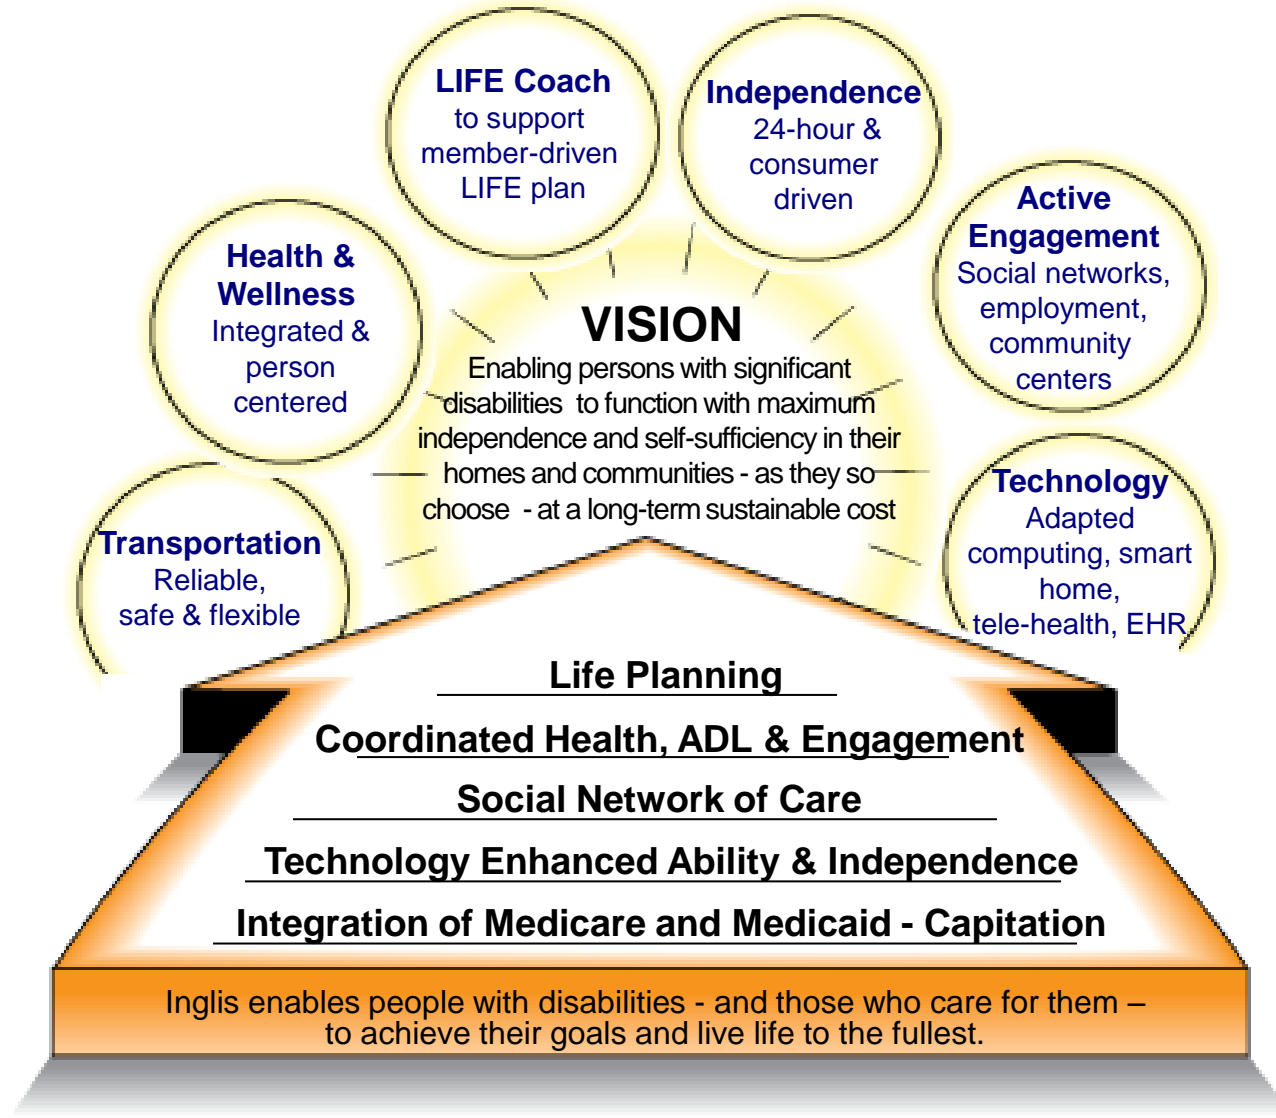 LIFE Coach
to support
member-driven
LIFE plan
Independence
24-hour &
consumer
driven
Active
Engagement
Social networks,
employment,
community
centers
Health &
Wellness
Integrated &
person
centered
VISION
Enabling persons with significant
disabilities to function with maximum
independence and self-sufficiency in their
homes and communities - as they so
choose - at a long-term sustainable cost
Technology
Adapted
computing, smart
home,
tele-health, EHR
Transportation
Reliable,
safe & flexible
Life Planning
Coordinated Health, ADL & Engagement
Social Network of Care
Technology Enhanced Ability & Independence
Integration of Medicare and Medicaid - Capitation
Inglis enables people with disabilities - and those who care for them –
to achieve their goals and live life to the fullest.